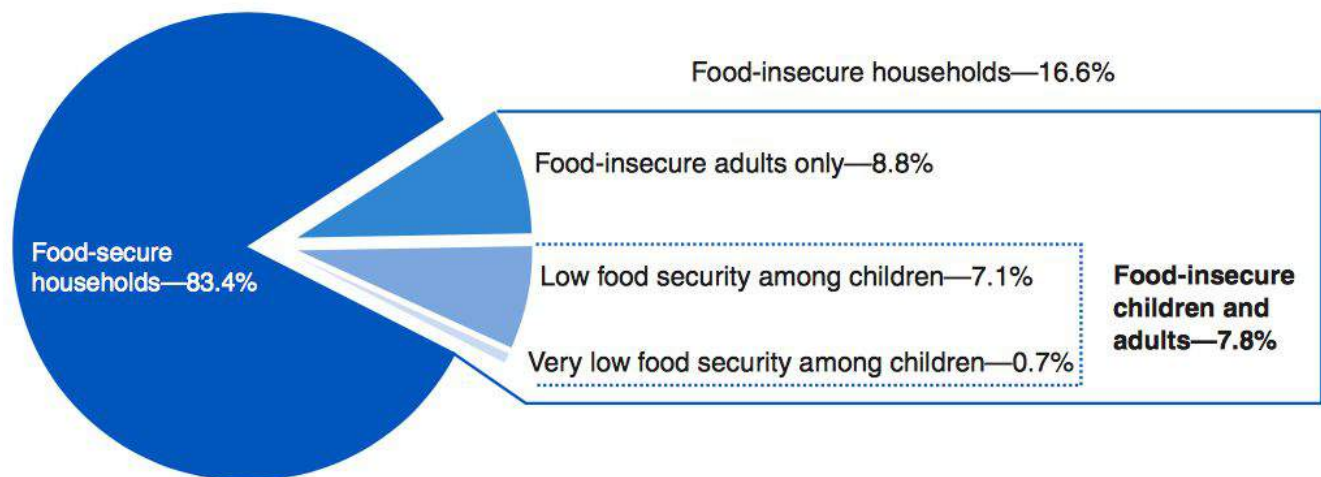 Food-insecure households—16.6%
Food-insecure adults only—8.8%
Food-secure
households—83.4%
Low food security among children—7.1%
Very low food security among children—0.7%
Food-insecure
children and
adults—7.8%